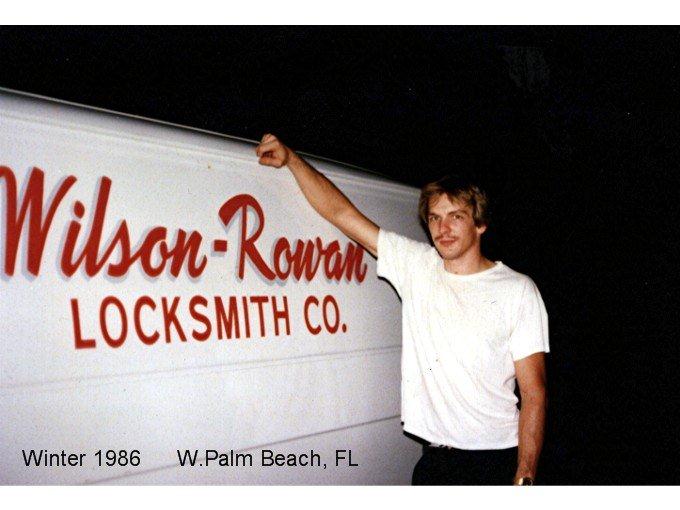 Wilson-Rowan
LOCKSMITH CO.
Winter 1986 W.Palm Beach, FL